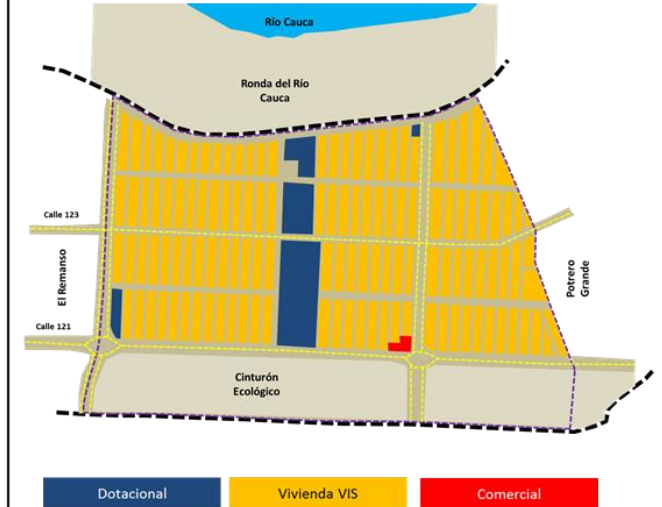 Río Cauca
Ronda del Río
Cauca
Calle 123
El Remanso
Potrero
Grande
Calle 121
Cinturón
Ecológico
Dotacional
Vivienda VIS
Comercial